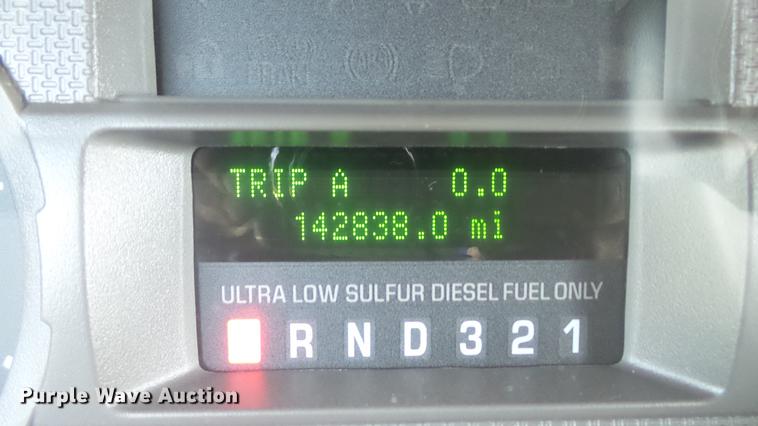 TRIP A 0.0
142838.0 mi
ULTRA LOW SULFUR DIESEL FUEL ONLY
R N D 3 2 1
Purple Wave Auction